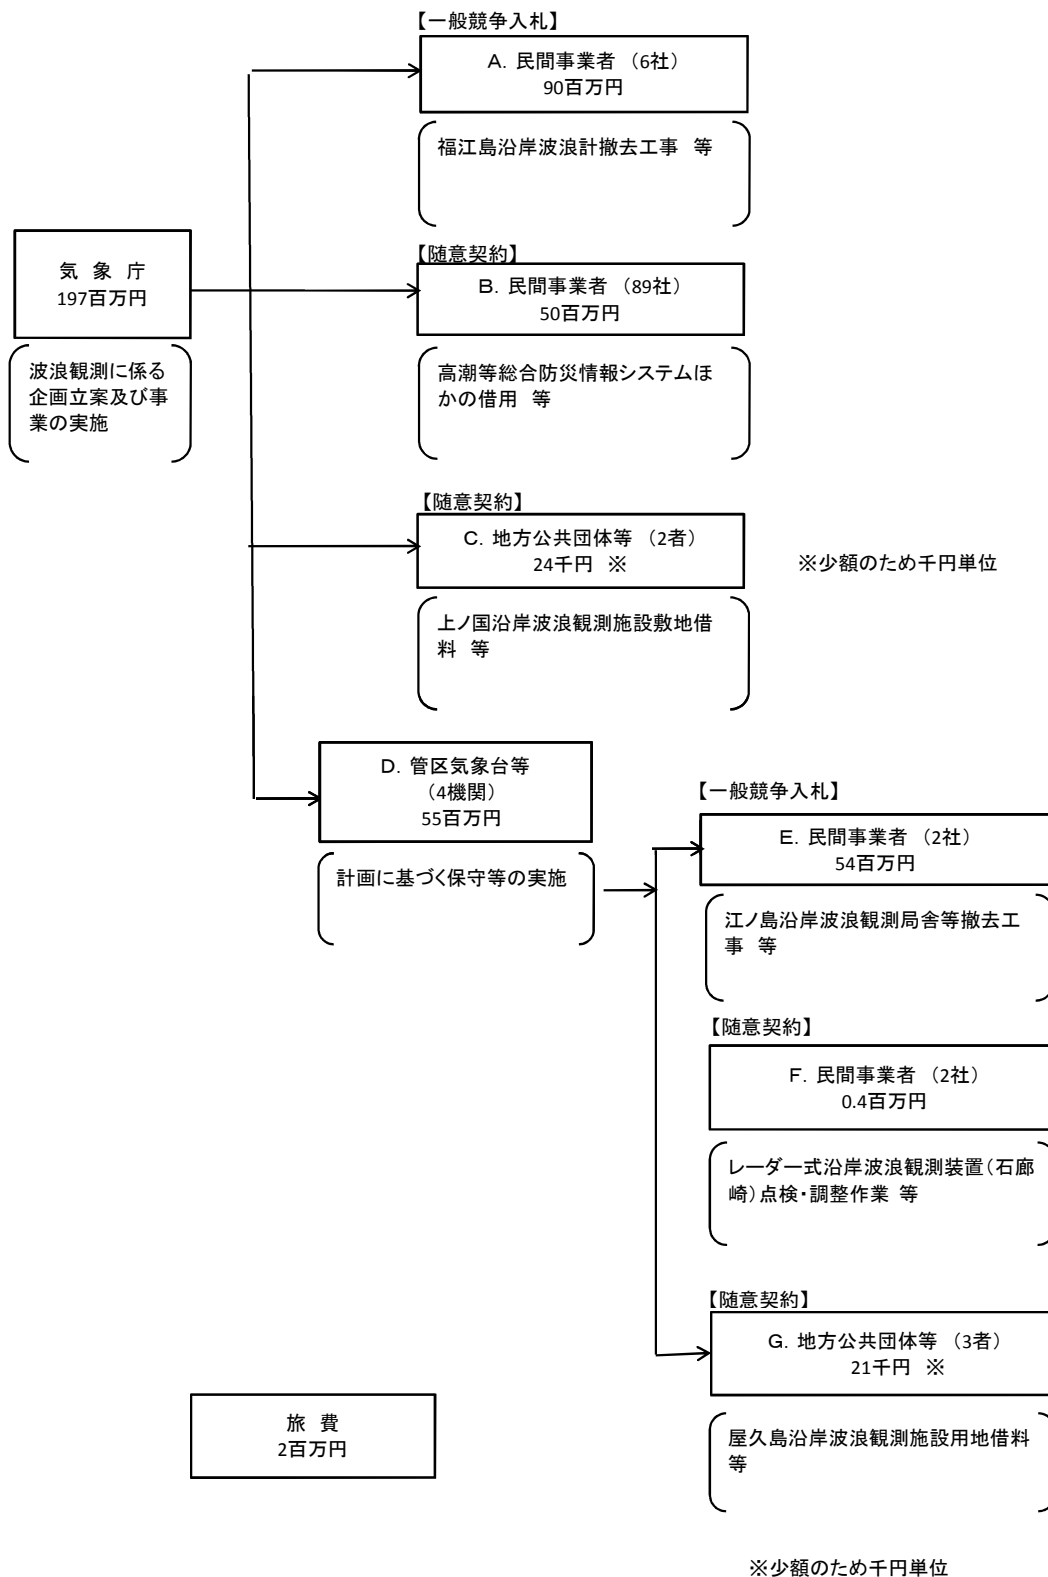 【一般競争入札】
A. 民間事業者 （6社）
90百万円
福江島沿岸波浪計撤去工事 等
気 象 庁
197百万円
波浪観測に係る
企画立案及び事
業の実施
【随意契約】
B. 民間事業者 （89社）
50百万円
高潮等総合防災情報システムほ
かの借用 等
【随意契約】
C. 地方公共団体等 （2者）
24千円 ※
※少額のため千円単位
上ノ国沿岸波浪観測施設敷地借
料 等
D. 管区気象台等
（4機関）
55百万円
計画に基づく保守等の実施
【一般競争入札】
E. 民間事業者 （2社）
54百万円
江ノ島沿岸波浪観測局舎等撤去工
事 等
【随意契約】
F. 民間事業者 （2社）
0.4百万円
レーダー式沿岸波浪観測装置（石廊
崎）点検・調整作業 等
【随意契約】
G. 地方公共団体等 （3者）
21千円 ※
屋久島沿岸波浪観測施設用地借料
等
旅 費
2百万円
※少額のため千円単位